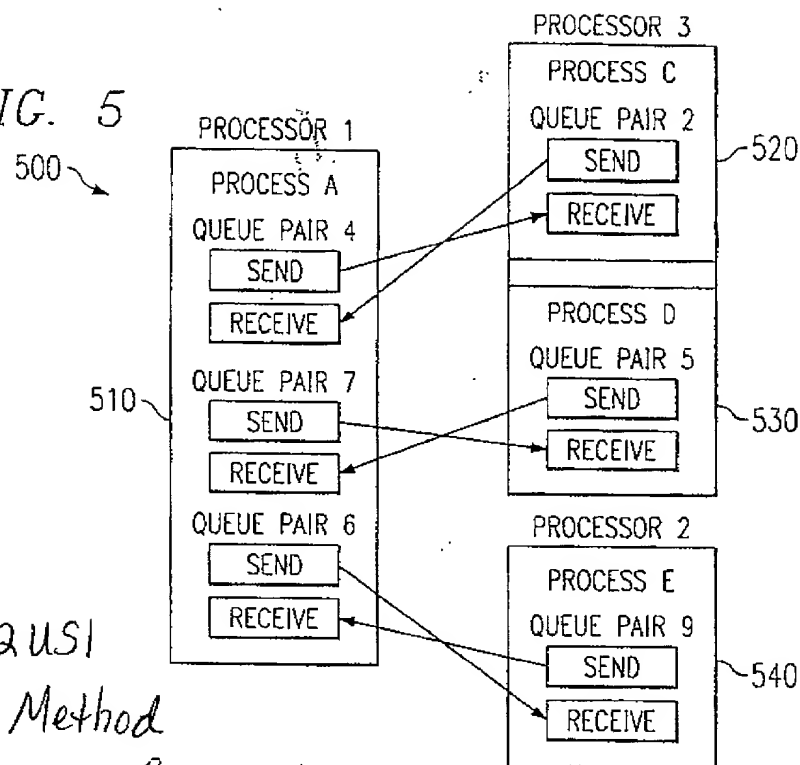 IG. 5
500
PROCESSOR 1
PROCESS A
QUEUE PAIR 4
SEND
RECEIVE
QUEUE PAIR 7
SEND
RECEIVE
QUEUE PAIR 6
SEND
RECEIVE
510
PROCESSOR 3
PROCESS C
QUEUE PAIR 2
SEND
RECEIVE
520
PROCESS D
QUEUE PAIR 5
SEND
RECEIVE
530
PROCESSOR 2
PROCESS E
QUEUE PAIR 9
SEND
RECEIVE
540
2US1
Method